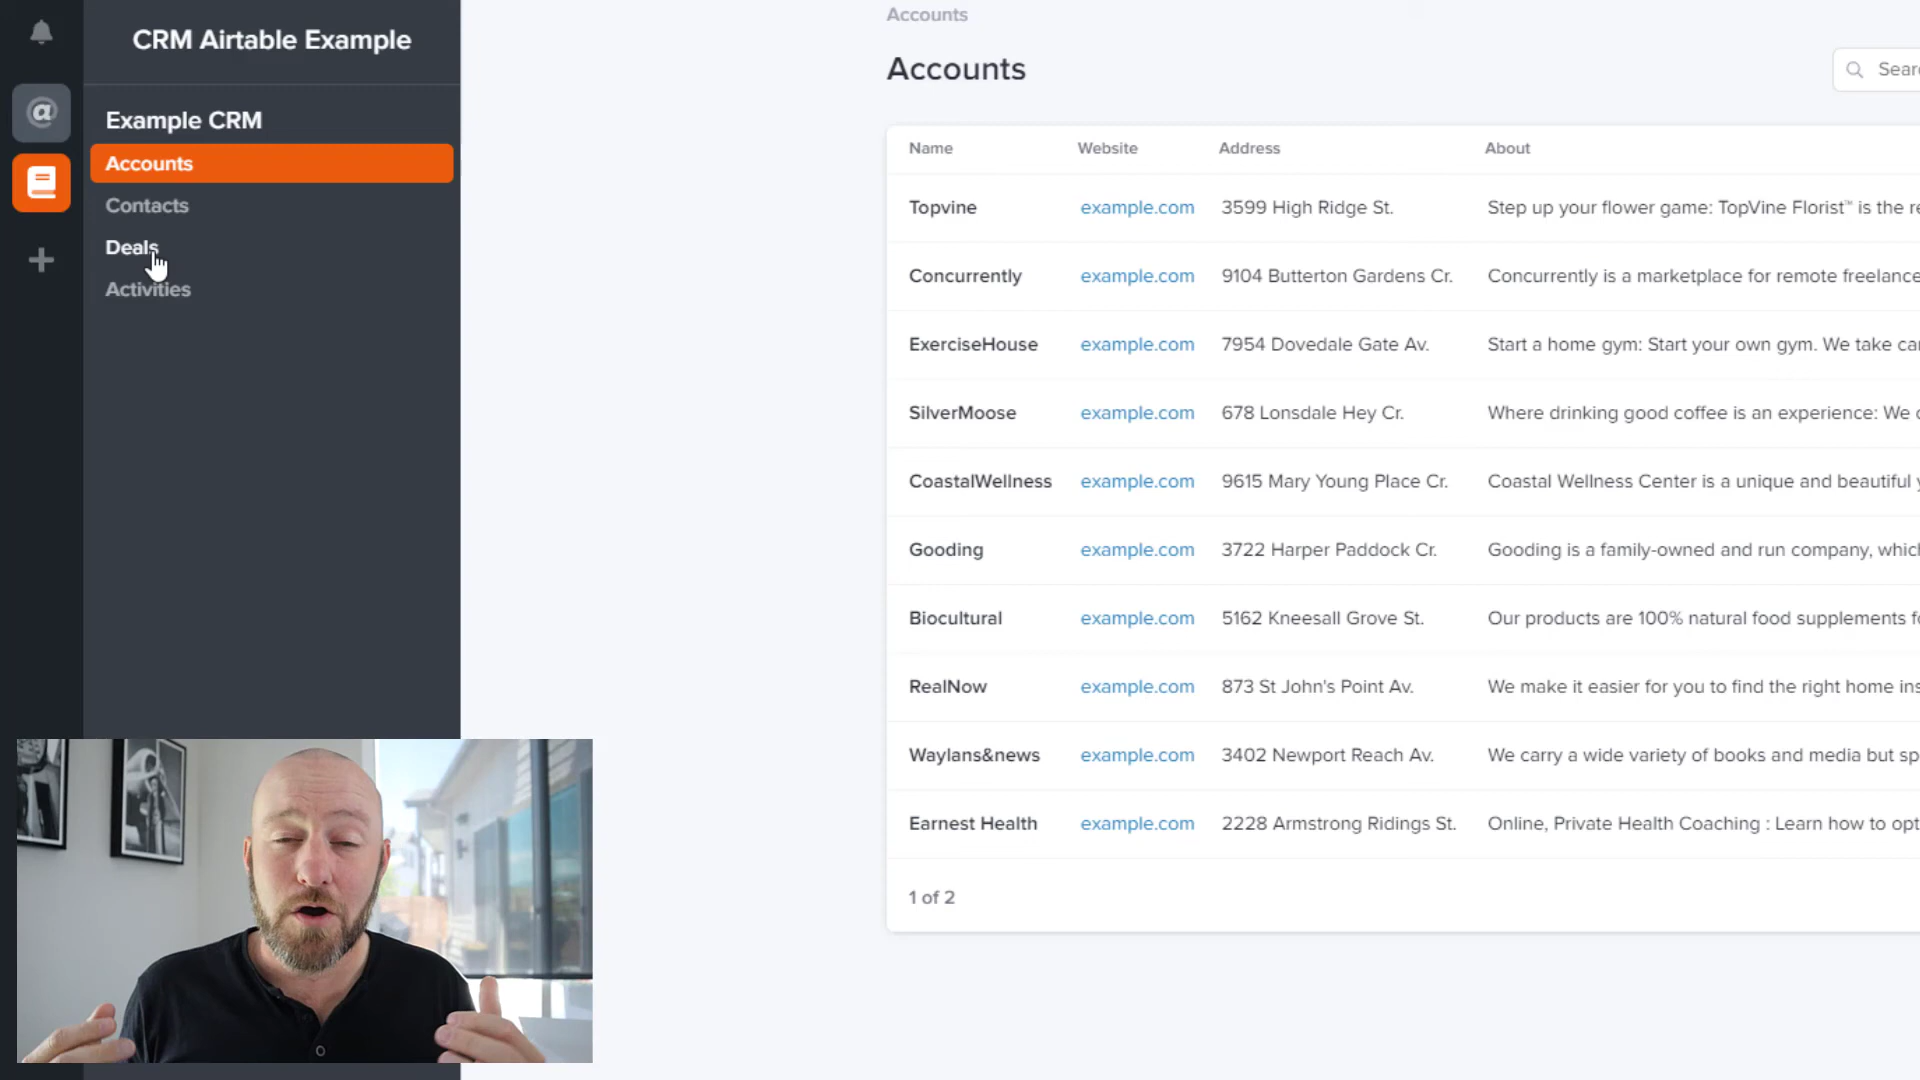 CRM Airtable Example
Example CRM
Accounts
Contacts
Deals
Activities
Accounts
Accounts
Sear
Name Website Address About
Topvine example.com 3599 High Ridge St. Step up your flower game: TopVine Florist™ is the re
Concurrently example.com 9104 Butterton Gardens Cr. Concurrently is a marketplace for remote freelance
ExerciseHouse example.com 7954 Dovedale Gate Av. Start a home gym: Start your own gym. We take car
SilverMoose example.com 678 Lonsdale Hey Cr. Where drinking good coffee is an experience: We c
CoastalWellness example.com 9615 Mary Young Place Cr. Coastal Wellness Center is a unique and beautiful y
Gooding example.com 3722 Harper Paddock Cr. Gooding is a family-owned and run company, whicl
Biocultural example.com 5162 Kneesall Grove St. Our products are 100% natural food supplements fo
RealNow example.com 873 St John's Point Av. We make it easier for you to find the right home ins
Waylans&news example.com 3402 Newport Reach Av. We carry a wide variety of books and media but sp
Earnest Health example.com 2228 Armstrong Ridings St. Online, Private Health Coaching : Learn how to opt
1 of 2